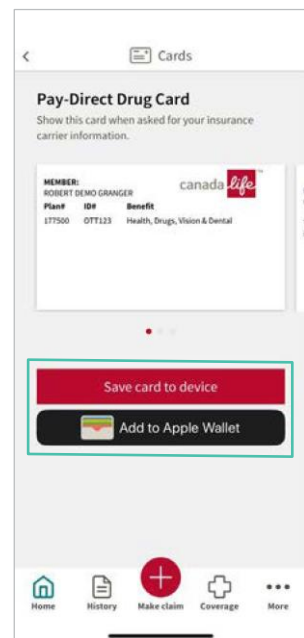 Cards
Pay-Direct Drug Card
Show this card when asked for your insurance
carrier information.
MEMBER:
ROBERT DEMO GRANGER
canada life™
Plan# ID# Benefit
177500 OTT123 Health, Drugs, Vision & Dental
Save card to device
Add to Apple Wallet
Home History Make claim Coverage More